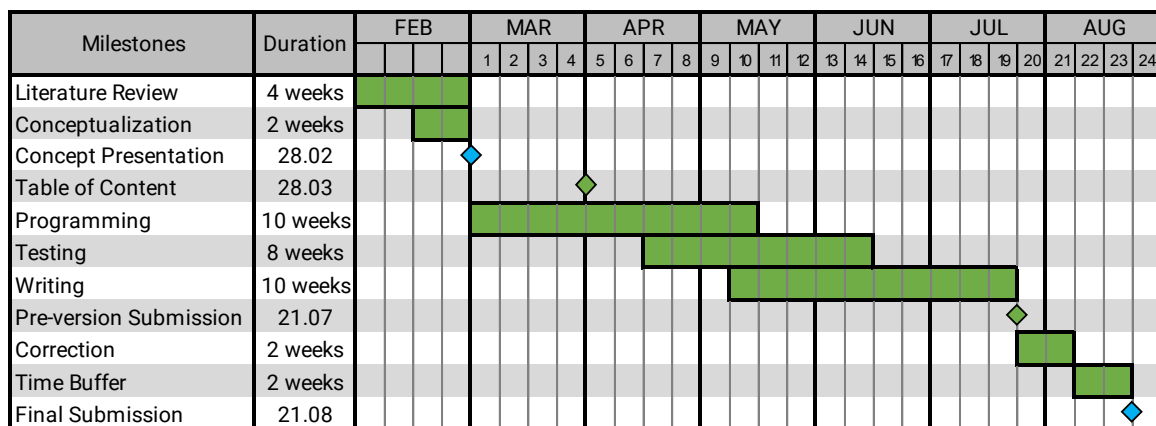 Milestones Duration FEB MAR APR MAY JUN JUL AUG
1 2 3 4 5 6 7 8 9 10 11 12 13 14 15 16 17 18 19 20 21 22 23 24
Literature Review 4 weeks
Conceptualization 2 weeks
Concept Presentation 28.02
Table of Content 28.03
Programming 10 weeks
Testing 8 weeks
Writing 10 weeks
Pre-version Submission 21.07
Correction 2 weeks
Time Buffer 2 weeks
Final Submission 21.08